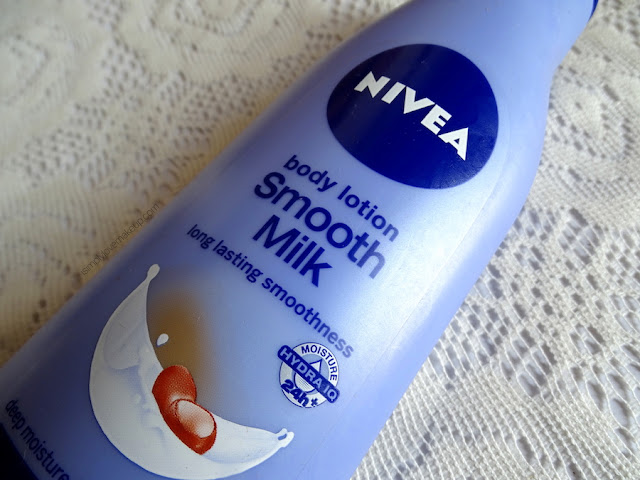 NIVEA
body lotion
Smooth
Milk
long lasting smoothness
MOISTURE
HYDRA IQ
24h+
deep moisture